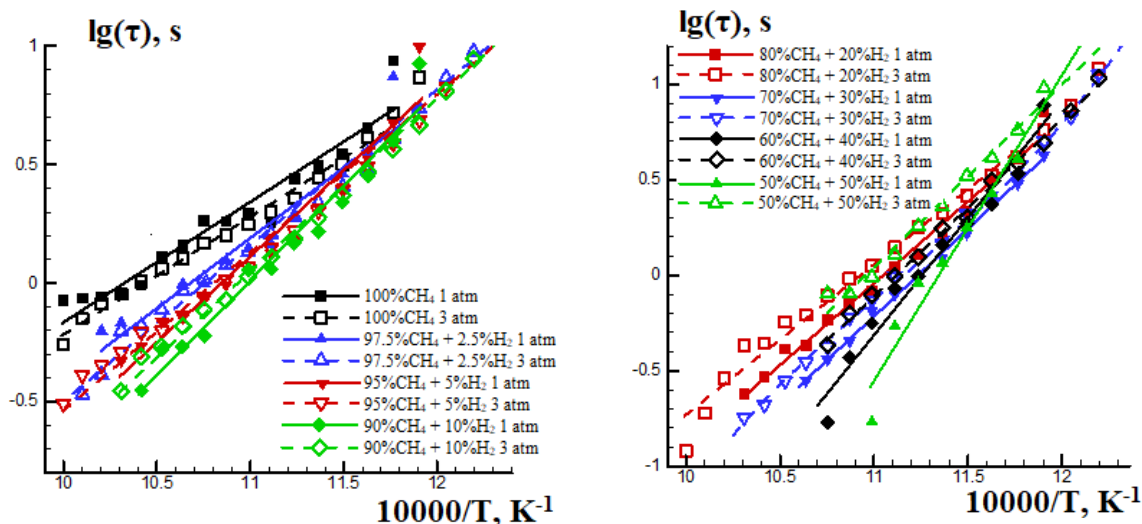 lg(τ), s
1
0.5
0
-0.5
10
10.5
11
11.5
12
10000/T, K⁻¹
100%CH₄ 1 atm
100%CH₄ 3 atm
97.5%CH₄ + 2.5%H₂ 1 atm
97.5%CH₄ + 2.5%H₂ 3 atm
95%CH₄ + 5%H₂ 1 atm
95%CH₄ + 5%H₂ 3 atm
90%CH₄ + 10%H₂ 1 atm
90%CH₄ + 10%H₂ 3 atm
lg(τ), s
1
0.5
0
-0.5
-1
10
10.5
11
11.5
12
10000/T, K⁻¹
80%CH₄ + 20%H₂ 1 atm
80%CH₄ + 20%H₂ 3 atm
70%CH₄ + 30%H₂ 1 atm
70%CH₄ + 30%H₂ 3 atm
60%CH₄ + 40%H₂ 1 atm
60%CH₄ + 40%H₂ 3 atm
50%CH₄ + 50%H₂ 1 atm
50%CH₄ + 50%H₂ 3 atm